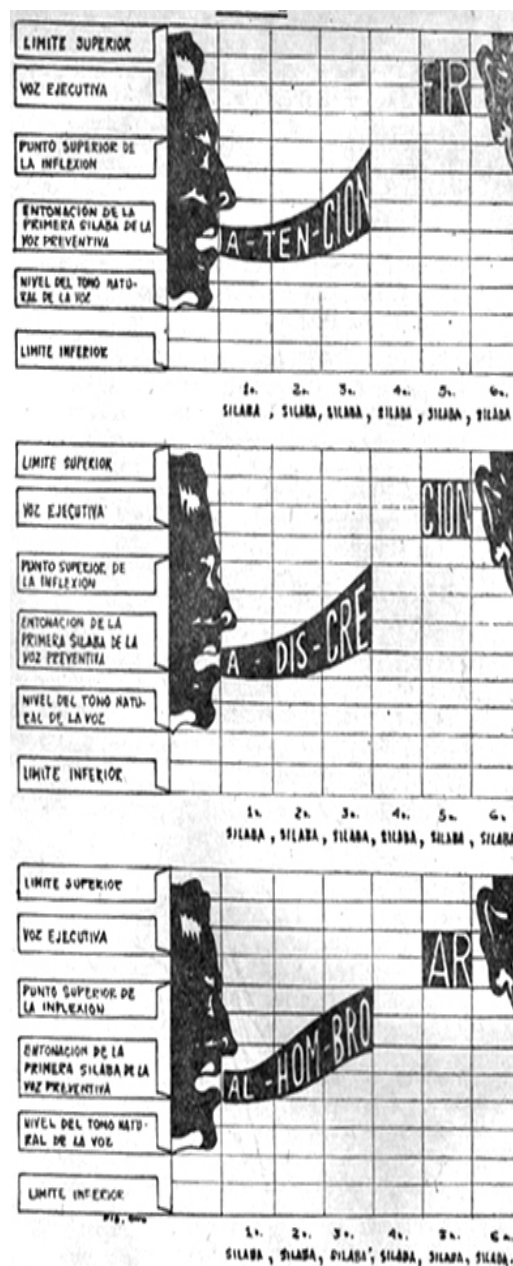 LIMITE SUPERIOR
VOZ EJECUTIVA
FIR
PUNTO SUPERIOR DE
LA INFLEXION
ENTONACIÓN DE LA
PRIMERA SILABA DE LA
VOZ PREVENTIVA
A-TEN-CION
NIVEL DEL TONO NATÚ-
RAL DE LA VOZ
LIMITE INFERIOR
1a. 2a. 3a. 4a. 5a. 6a.
SILABA, SILABA, SILABA, SILABA, SILABA, SILABA
LIMITE SUPERIOR
VOZ EJECUTIVA
CION
PUNTO SUPERIOR DE
LA INFLEXION
ENTONACION DE LA
PRIMERA SILABA DE LA
VOZ PREVENTIVA
A-DIS-CRE
NIVEL DEL TONO NATU-
RAL DE LA VOZ
LIMITE INFERIOR
1a. 2a. 3a. 4a. 5a. 6a.
SILABA, SILABA, SILABA, SILABA, SILABA, SILABA
LIMITE SUPERIOR
VOZ EJECUTIVA
AR
PUNTO SUPERIOR DE
LA INFLEXION
ENTONACION DE LA
PRIMERA SILABA DE LA
VOZ PREVENTIVA
AL-HOM-BRO
NIVEL DEL TONO NATU-
RAL DE LA VOZ
LIMITE INFERIOR
FIG.
1a. 2a. 3a. 4a. 5a. 6a.
SILABA, SILABA, SILABA, SILABA, SILABA, SILABA